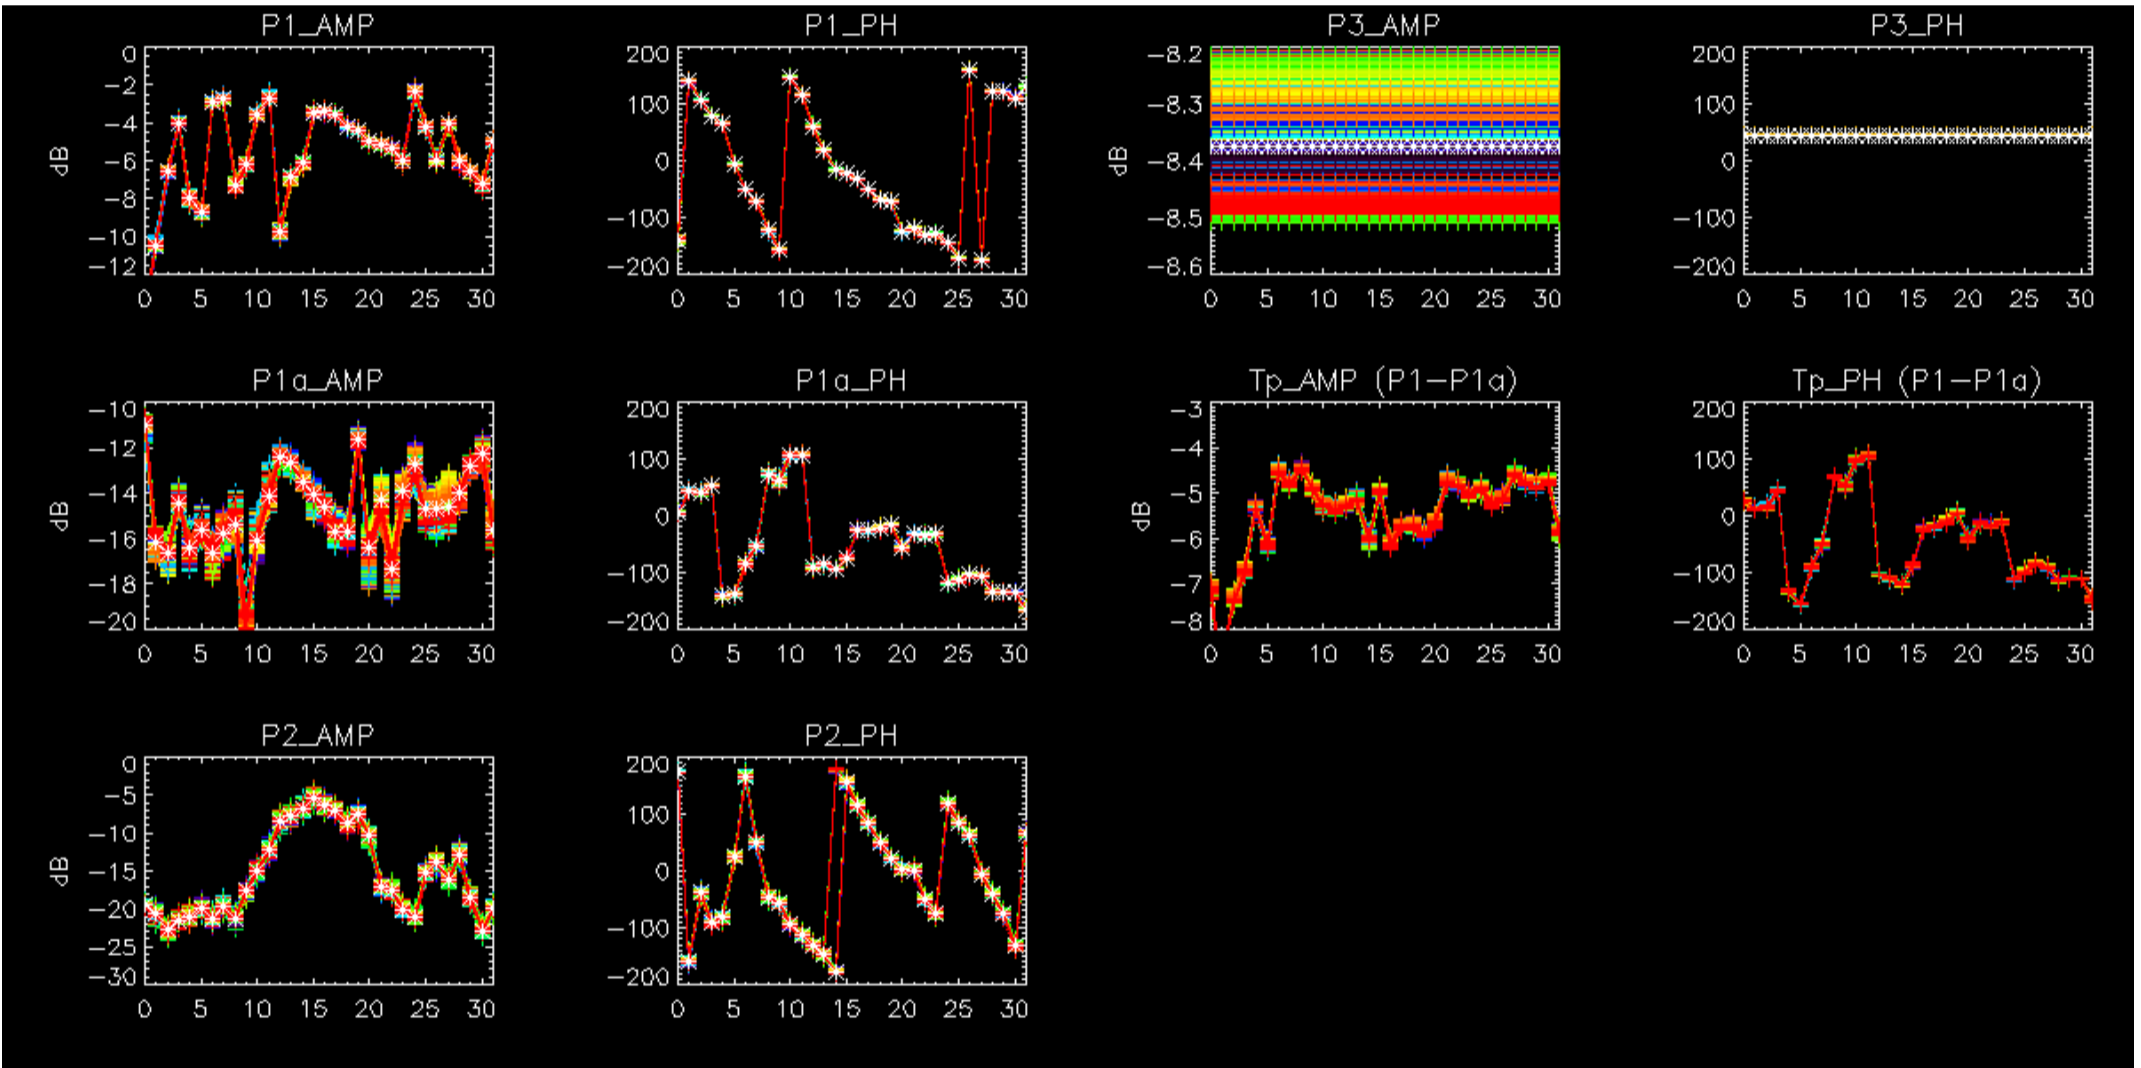 P1_AMP P1_PH P3_AMP P3_PH
0 200 -8.2 200
-2 100 -8.3 100
-4 0 -8.4 0
-6 -100 -8.5 -100
-8 -200 -8.6 -200
-10
-12
dB dB
0 5 10 15 20 25 30 0 5 10 15 20 25 30 0 5 10 15 20 25 30 0 5 10 15 20 25 30
P1a_AMP P1a_PH Tp_AMP (P1-P1a) Tp_PH (P1-P1a)
-10 200 -3 200
-12 100 -4 100
-14 0 -5 0
-16 -100 -6 -100
-18 -200 -7 -200
-20 -8
dB dB
0 5 10 15 20 25 30 0 5 10 15 20 25 30 0 5 10 15 20 25 30 0 5 10 15 20 25 30
P2_AMP P2_PH
0 200
-5 100
-10 0
-15 -100
-20 -200
-25
-30
dB
0 5 10 15 20 25 30 0 5 10 15 20 25 30